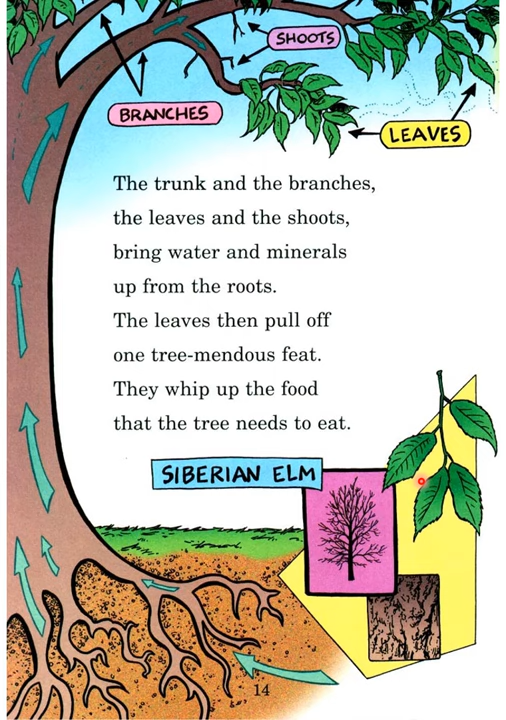 SHOOTS
BRANCHES
LEAVES
The trunk and the branches,
the leaves and the shoots,
bring water and minerals
up from the roots.
The leaves then pull off
one tree-mendous feat.
They whip up the food
that the tree needs to eat.
SIBERIAN ELM
14